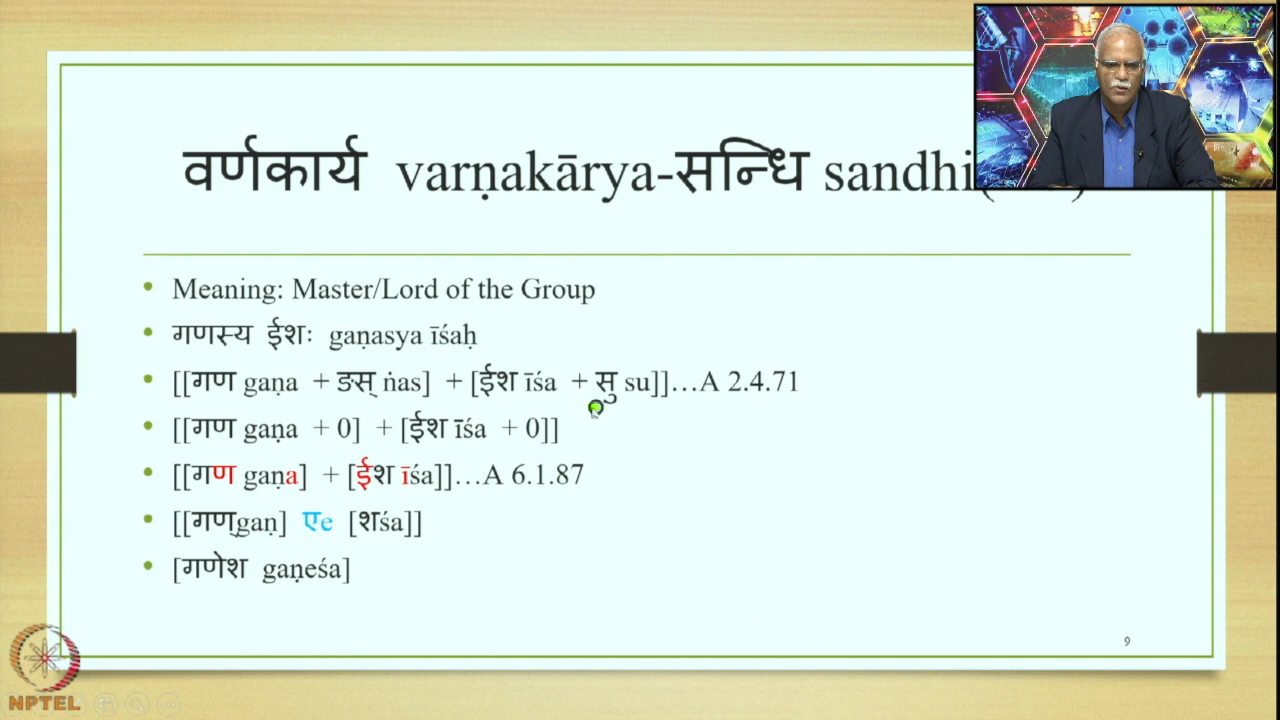 वर्णकार्य varṇakārya-सन्धि sandhi(
• Meaning: Master/Lord of the Group
• गणस्य ईशः gaṇasya īśaḥ
• [[गण gaṇa + ङस् ṅas] + [ईश īśa + सु su]]…A 2.4.71
• [[गण gaṇa + 0] + [ईश īśa + 0]]
• [[गण gaṇa] + [ईश īśa]]…A 6.1.87
• [[गण्gaṇ] एe [शśa]]
• [गणेश gaṇeśa]
9
NPTEL